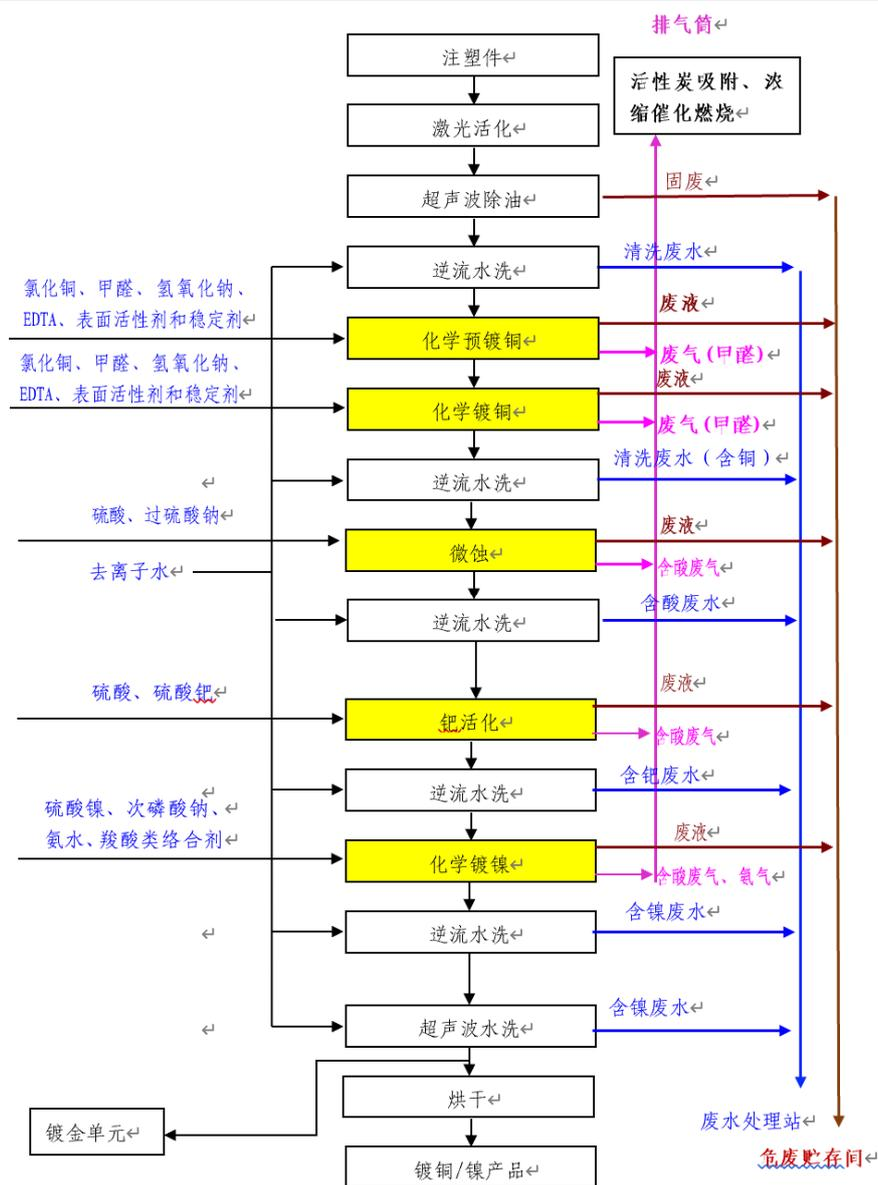 排气筒
注塑件
活性炭吸附、浓
缩催化燃烧
激光活化
超声波除油
固废
逆流水洗
清洗废水
氯化铜、甲醛、氢氧化钠、
EDTA、表面活性剂和稳定剂
废液
化学预镀铜
废气(甲醛)
氯化铜、甲醛、氢氧化钠、
EDTA、表面活性剂和稳定剂
废液
化学镀铜
废气(甲醛)
清洗废水（含铜）
逆流水洗
硫酸、过硫酸钠
废液
微蚀
含酸废气
去离子水
含酸废水
逆流水洗
硫酸、硫酸钯
废液
钯活化
含酸废气
含钯废水
逆流水洗
硫酸镍、次磷酸钠、
氨水、羧酸类络合剂
废液
化学镀镍
含酸废气、氨气
含镍废水
逆流水洗
含镍废水
超声波水洗
烘干
废水处理站
镀金单元
危废贮存间
镀铜/镍产品